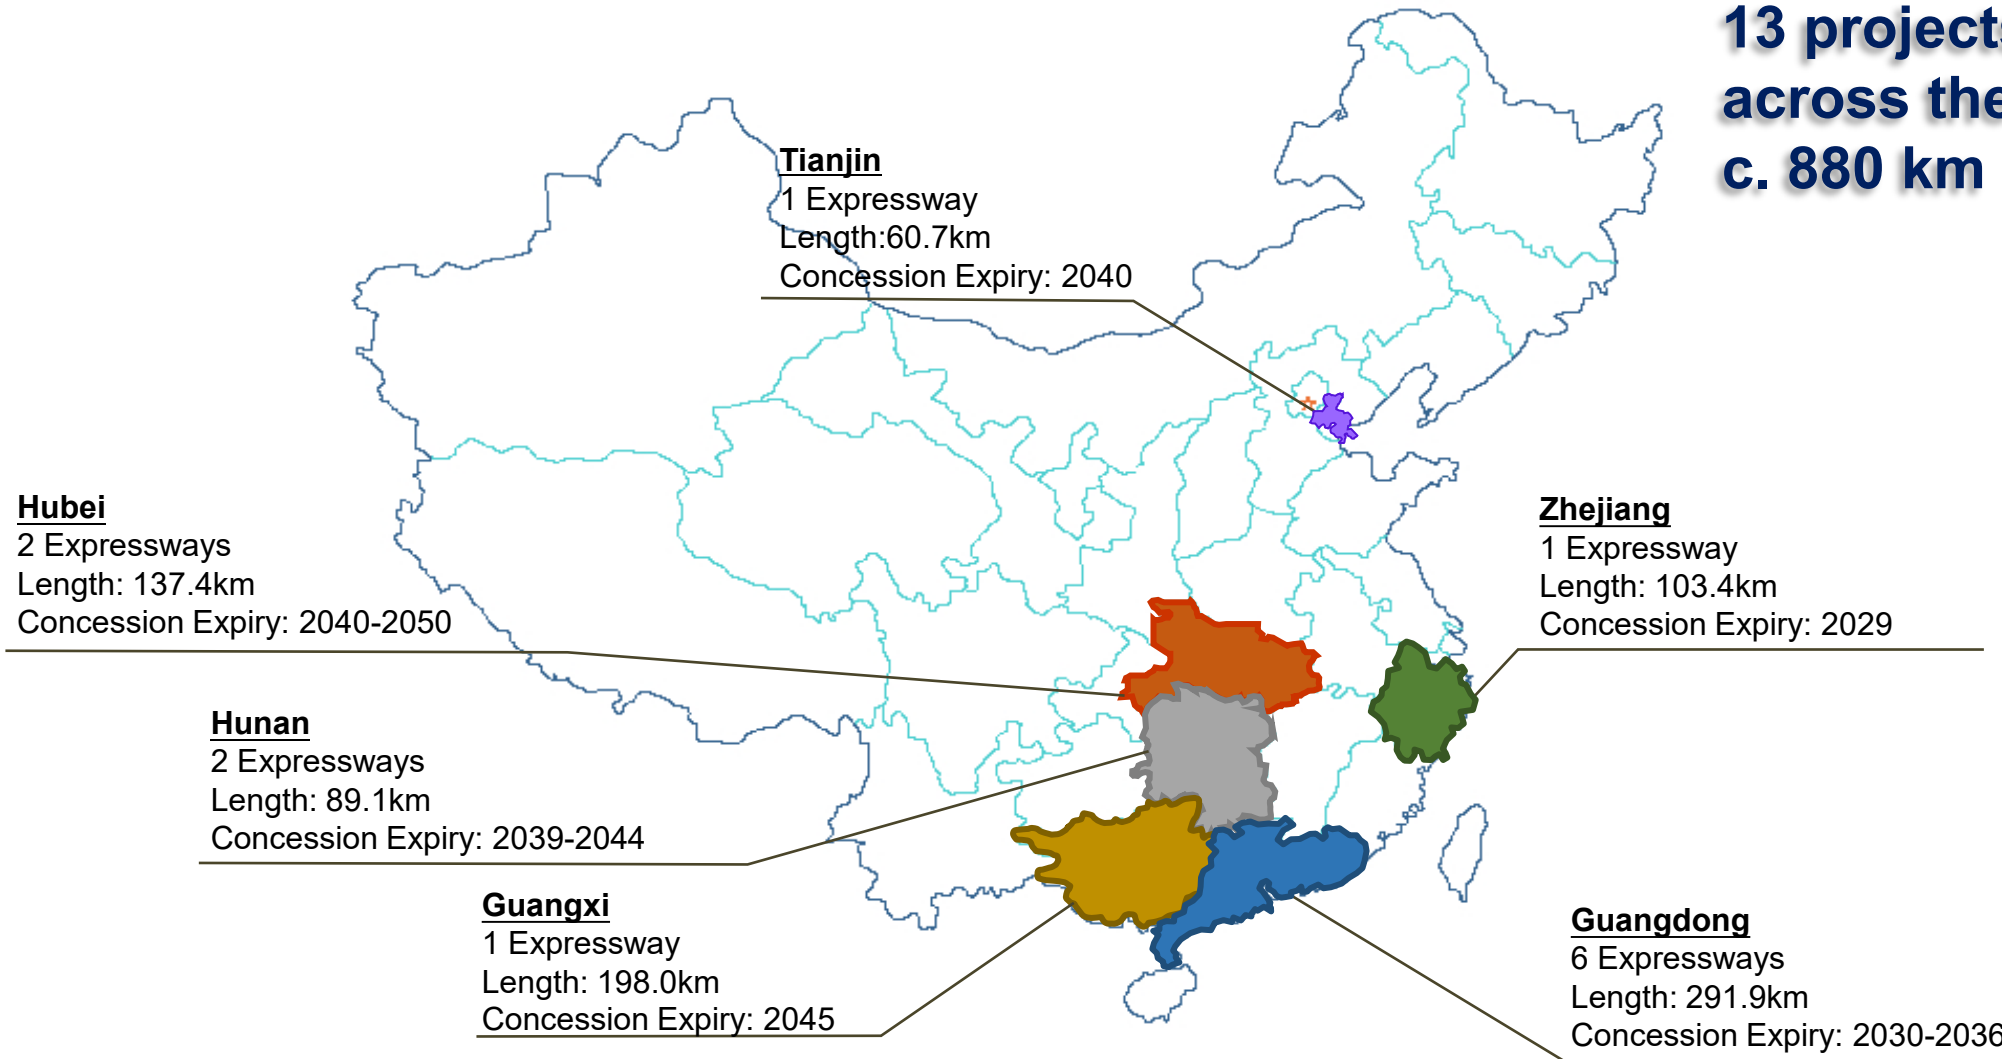 13 projects
across the
c. 880 km
Tianjin
1 Expressway
Length:60.7km
Concession Expiry: 2040
Hubei
2 Expressways
Length: 137.4km
Concession Expiry: 2040-2050
Zhejiang
1 Expressway
Length: 103.4km
Concession Expiry: 2029
Hunan
2 Expressways
Length: 89.1km
Concession Expiry: 2039-2044
Guangxi
1 Expressway
Length: 198.0km
Concession Expiry: 2045
Guangdong
6 Expressways
Length: 291.9km
Concession Expiry: 2030-2036